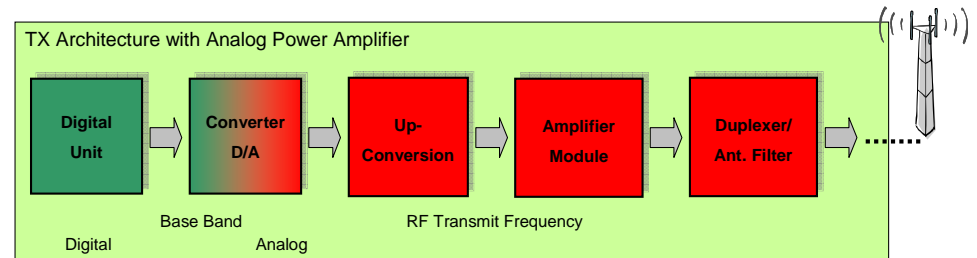 TX Architecture with Analog Power Amplifier
Digital
Unit
Converter
D/A
Up-
Conversion
Amplifier
Module
Duplexer/
Ant. Filter
Base Band
RF Transmit Frequency
Digital
Analog